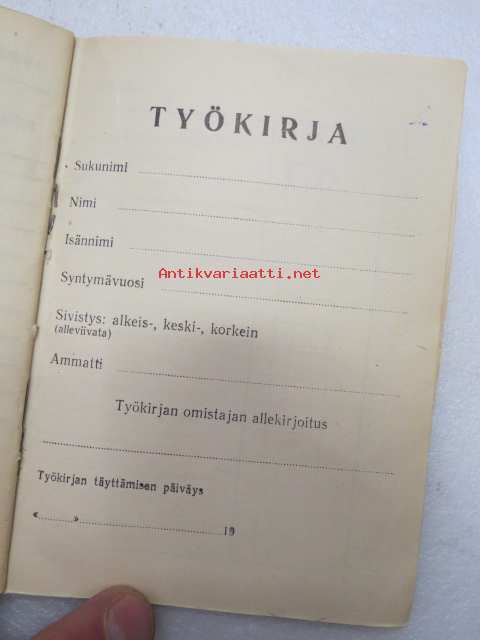 TYÖKIRJA
Sukunimi
Nimi
Isännimi
Antikvariaatti.net
Syntymävuosi
Sivistys: alkeis-, keski-, korkein
(alleviivata)
Ammatti
Työkirjan omistajan allekirjoitus
Työkirjan täyttämisen päiväys
« » 19